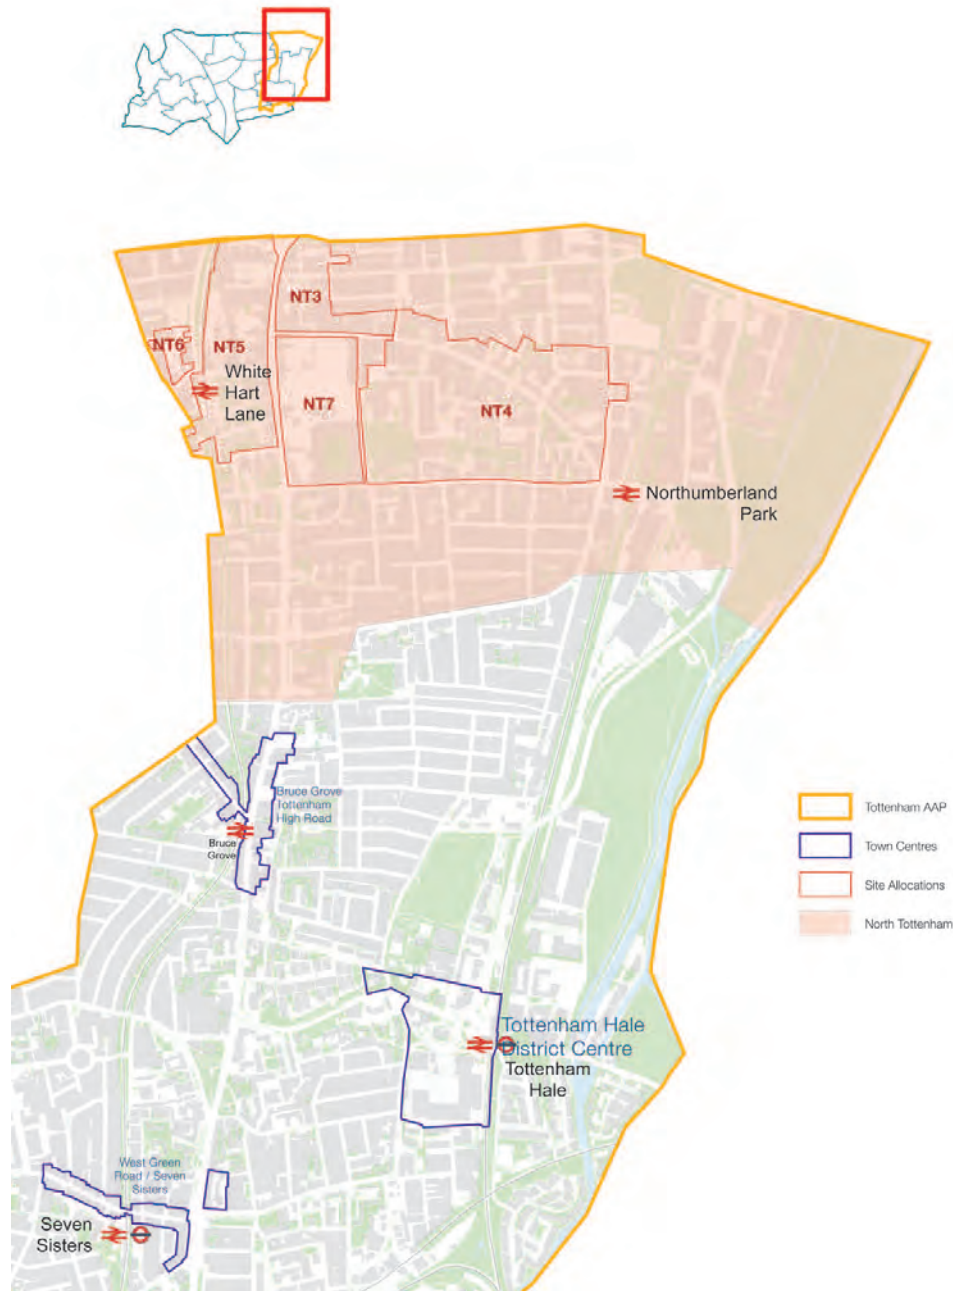 NT3
NT6
NT5
White
Hart
Lane
NT7
NT4
Northumberland
Park
Bruce Grove
Tottenham
High Road
Bruce
Grove
Tottenham AAP
Town Centres
Site Allocations
North Tottenham
Tottenham Hale
District Centre
Tottenham
Hale
West Green
Road / Seven
Sisters
Seven
Sisters